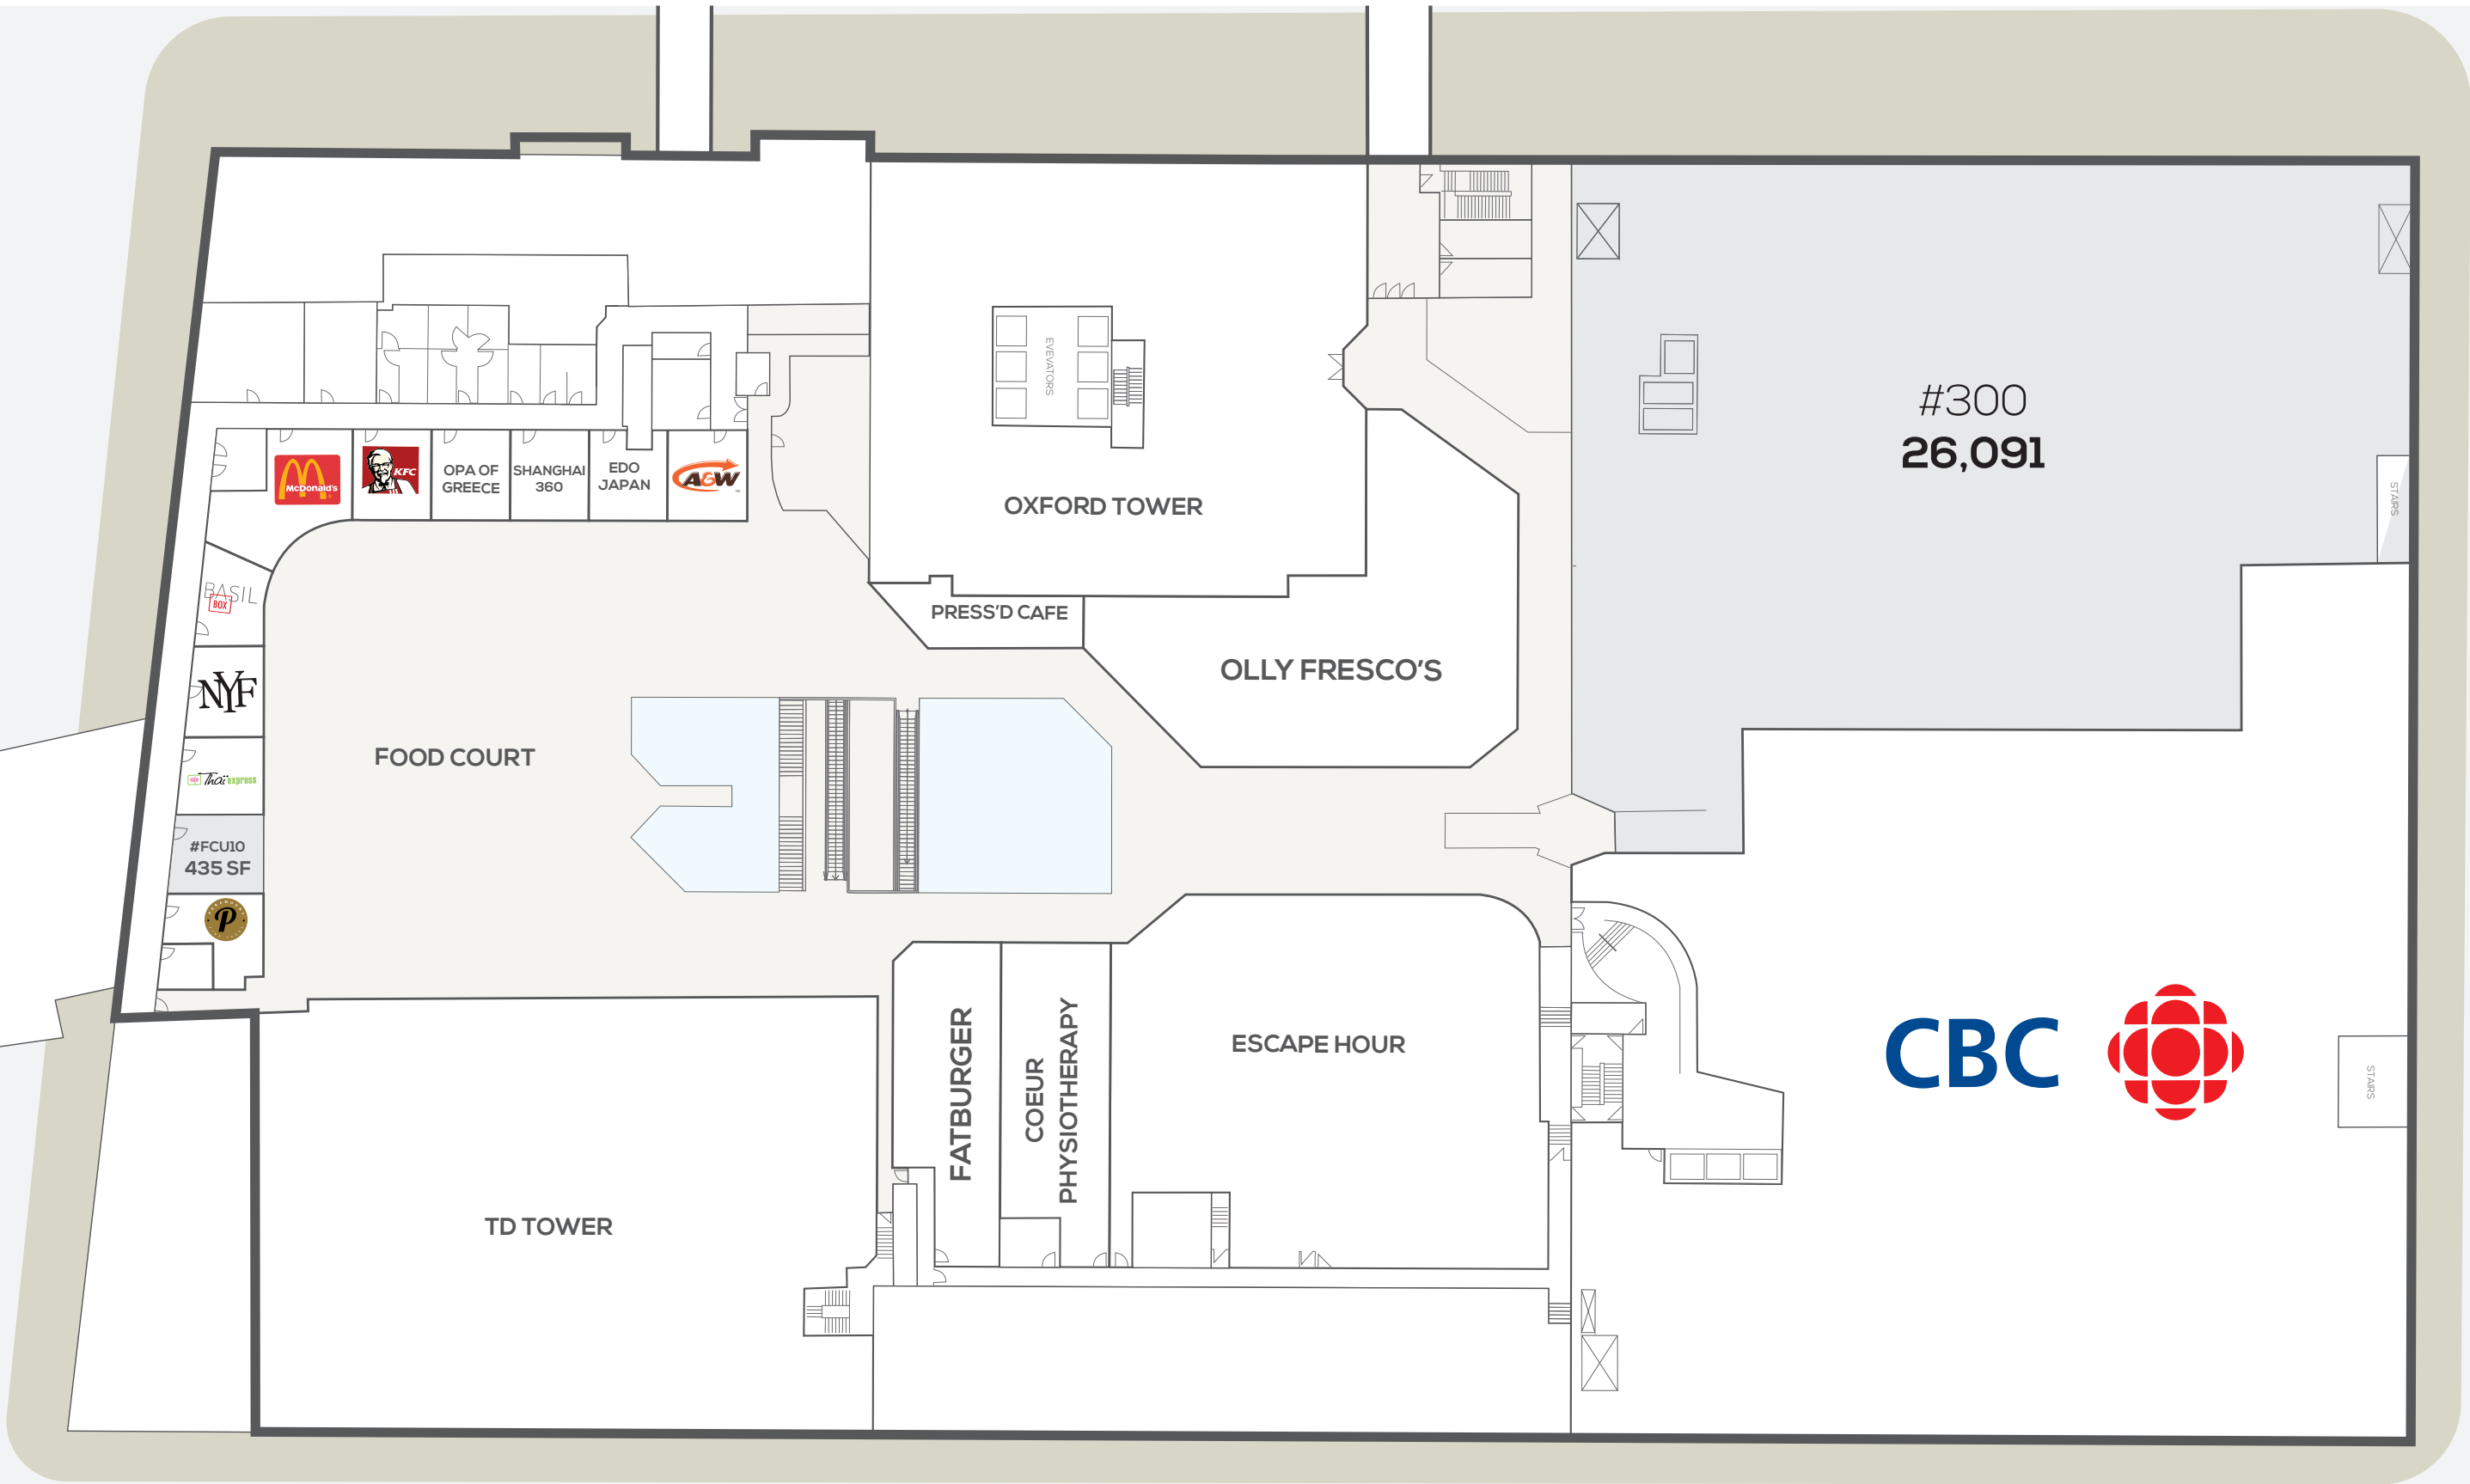 EVEVATORS
#300
26,091
STAIRS
McDonald's
KFC
OPA OF
GREECE
SHANGHAI
360
EDO
JAPAN
A&W
OXFORD TOWER
BASIL
BOX
PRESS'D CAFE
OLLY FRESCO'S
NYF
FOOD COURT
Thaï express
#FCU10
435 SF
P
FATBURGER
COEUR
PHYSIOTHERAPY
ESCAPE HOUR
CBC
STAIRS
TD TOWER